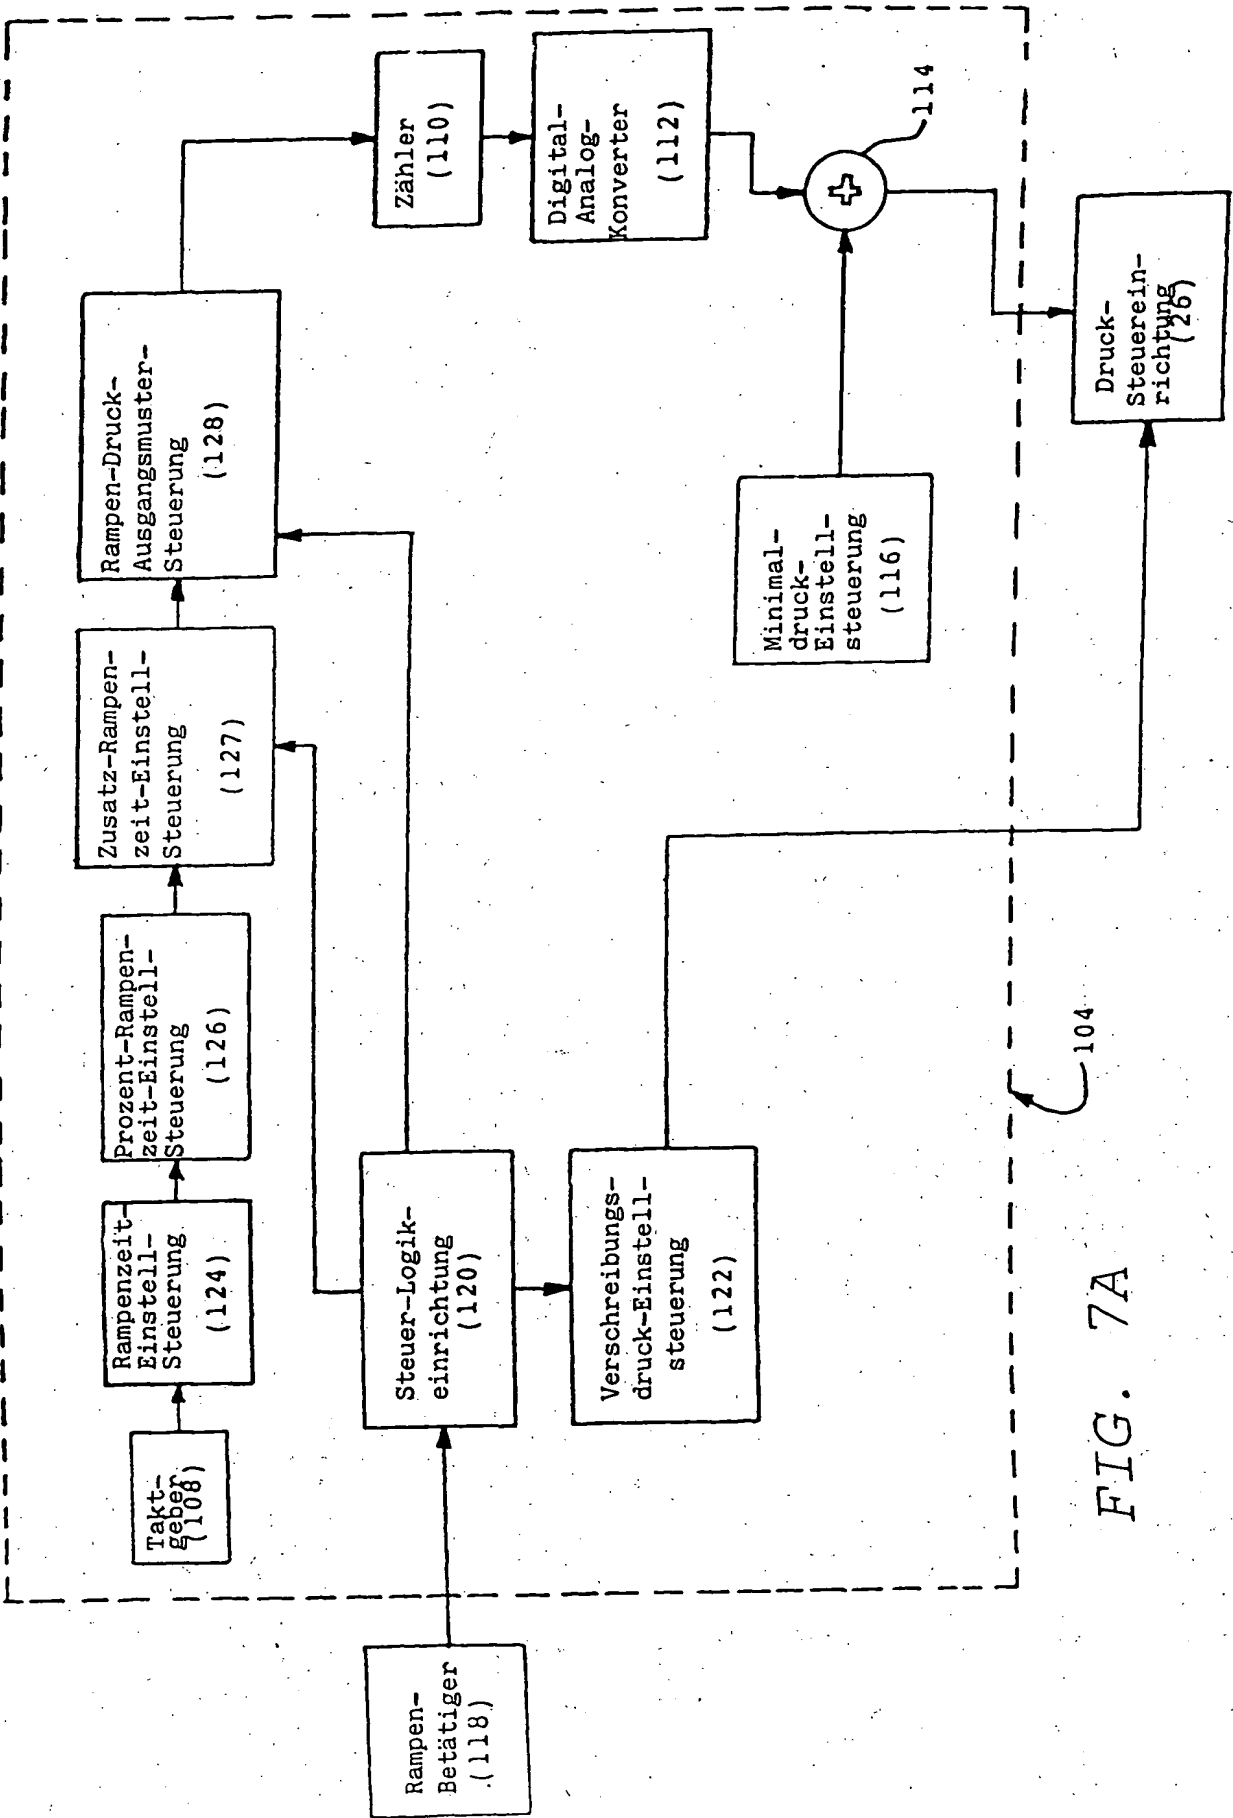 Rampen-
Betätiger
(118)
Takt-
geber
(108)
Rampenzeit-
Einstell-
Steuerung
(124)
Prozent-Rampen-
zeit-Einstell-
Steuerung
(126)
Zusatz-Rampen-
zeit-Einstell-
Steuerung
(127)
Rampen-Druck-
Ausgangsmuster-
Steuerung
(128)
Zähler
(110)
Digital-
Analog-
Konverter
(112)
114
Steuer-Logik-
einrichtung
(120)
Verschreibungs-
druck-Einstell-
steuerung
(122)
Minimal-
druck-
Einstell-
steuerung
(116)
Druck-
Steuerein-
richtung
(26)
104
FIG. 7A